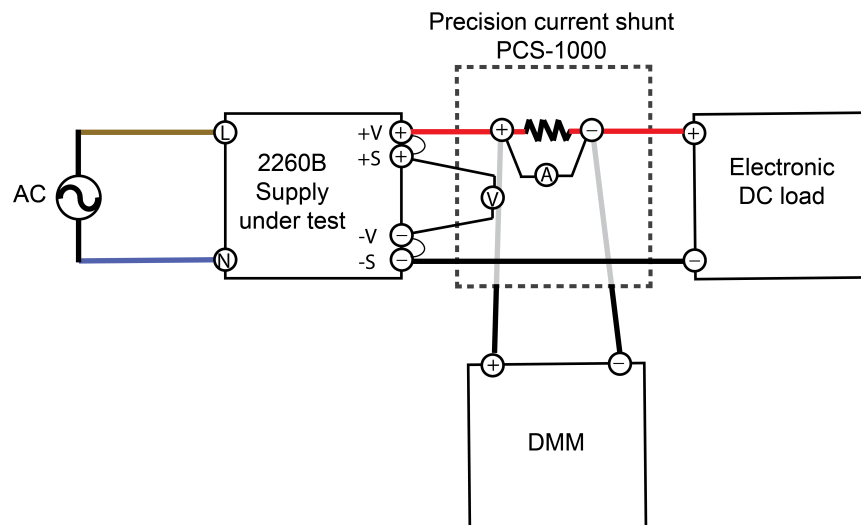 Precision current shunt
PCS-1000
AC
L
N
2260B
Supply
under test
+V
+S
-V
-S
+
+
−
−
V
+
−
A
+
−
Electronic
DC load
+
−
DMM